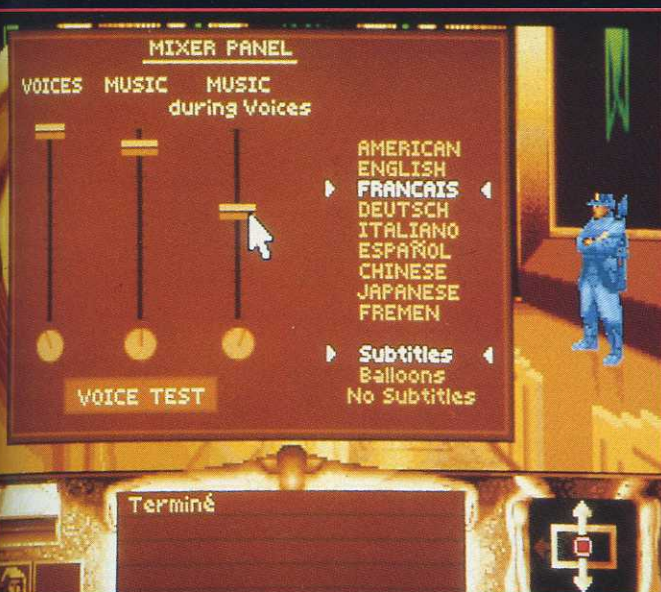 MIXER PANEL
VOICES MUSIC MUSIC
during Voices
AMERICAN
ENGLISH
FRANCAIS
DEUTSCH
ITALIANO
ESPAÑOL
CHINESE
JAPANESE
FREMEN
Subtitles
Balloons
No Subtitles
VOICE TEST
Terminé